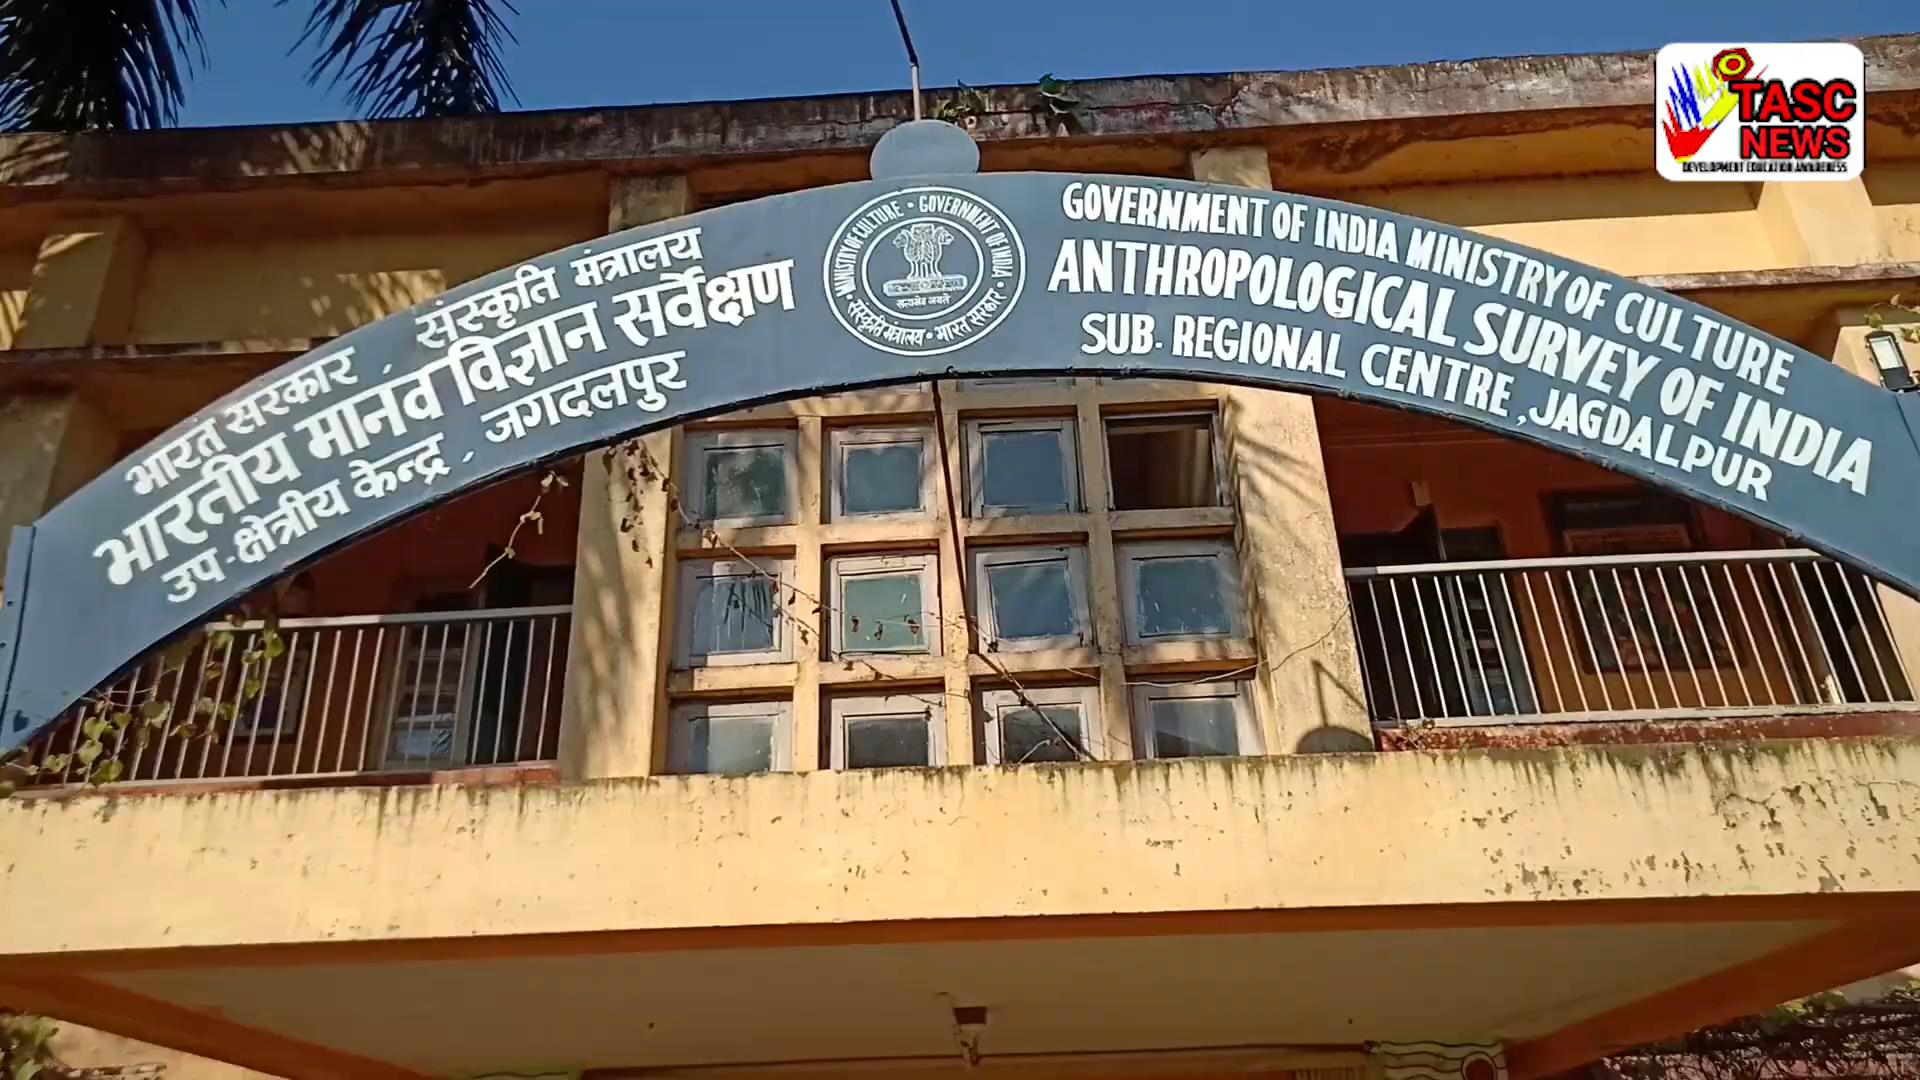 भारत सरकार, संस्कृति मंत्रालय
भारतीय मानव विज्ञान सर्वेक्षण
उप-क्षेत्रीय केन्द्र, जगदलपुर
MINISTRY OF CULTURE • GOVERNMENT OF INDIA
सत्यमेव जयते
संस्कृति मंत्रालय • भारत सरकार
GOVERNMENT OF INDIA MINISTRY OF CULTURE
ANTHROPOLOGICAL SURVEY OF INDIA
SUB. REGIONAL CENTRE, JAGDALPUR
TASC
NEWS
DEVELOPMENT EDUCATION AWARENESS